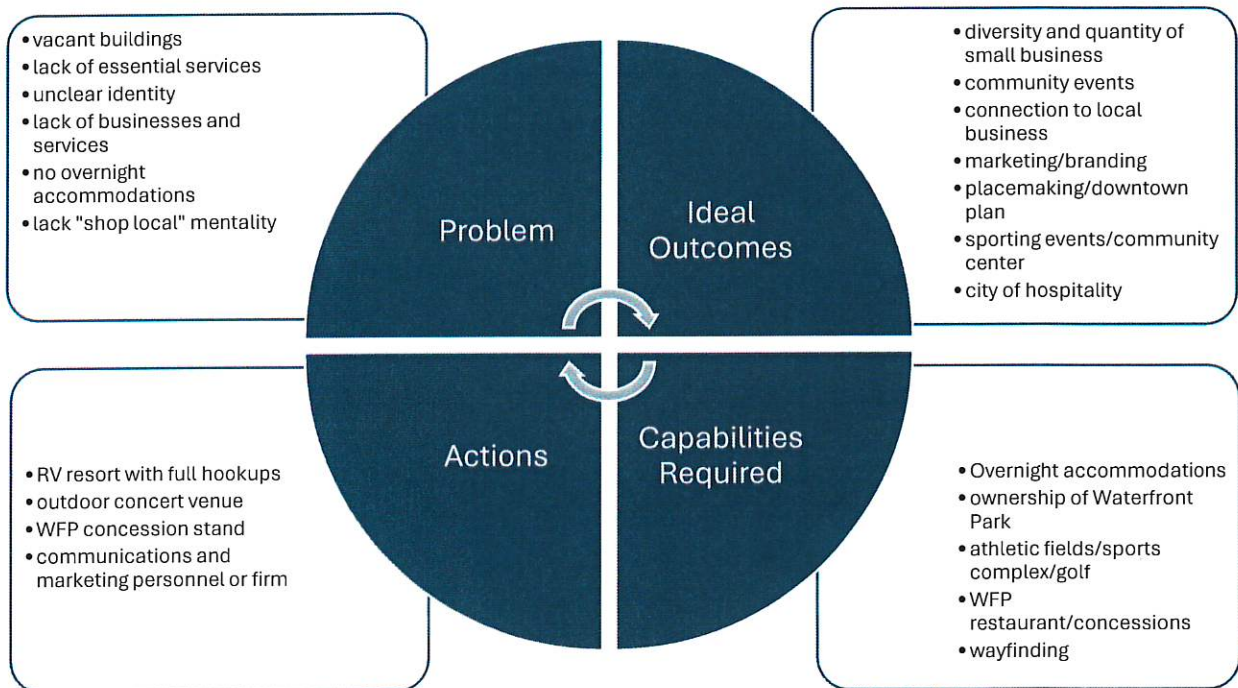 • vacant buildings
• lack of essential services
• unclear identity
• lack of businesses and
services
• no overnight
accommodations
• lack "shop local" mentality
Problem
Ideal
Outcomes
• diversity and quantity of
small business
• community events
• connection to local
business
• marketing/branding
• placemaking/downtown
plan
• sporting events/community
center
• city of hospitality
• RV resort with full hookups
• outdoor concert venue
• WFP concession stand
• communications and
marketing personnel or firm
Actions
Capabilities
Required
• Overnight accommodations
• ownership of Waterfront
Park
• athletic fields/sports
complex/golf
• WFP
restaurant/concessions
• wayfinding